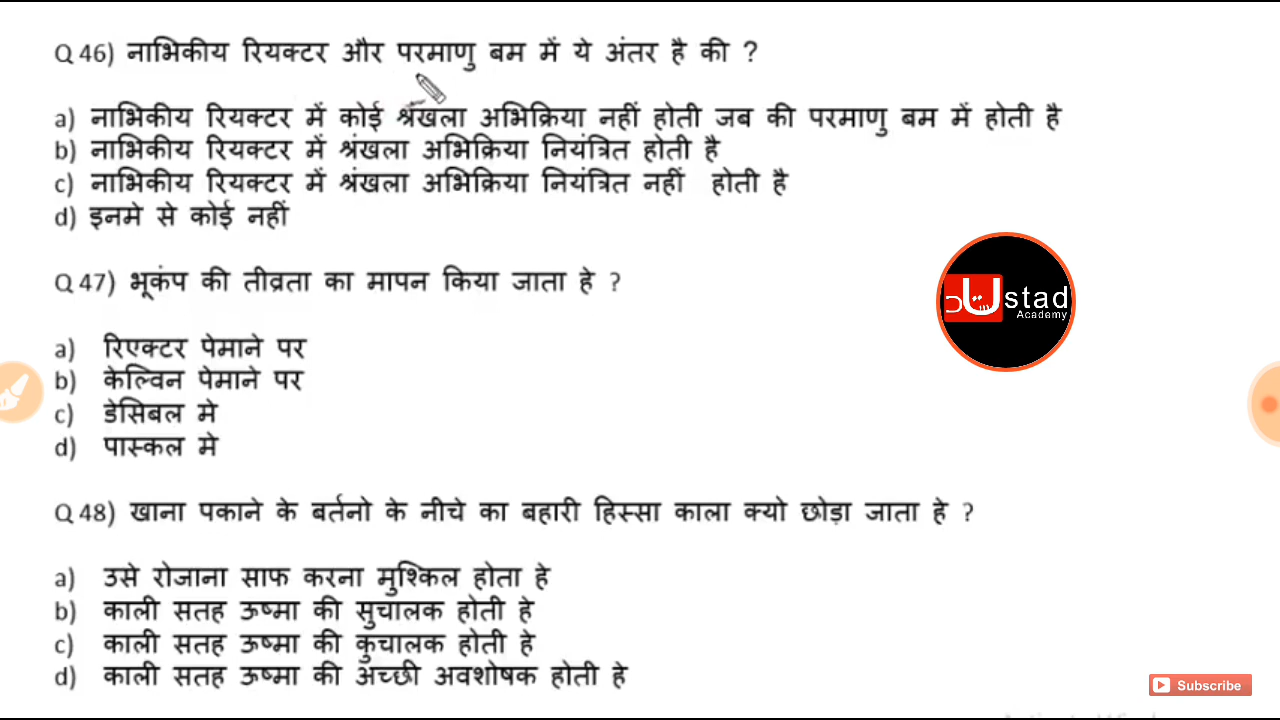 Q 46) नाभिकीय रियक्टर और परमाणु बम में ये अंतर है की ?
a) नाभिकीय रियक्टर में कोई श्रंखला अभिक्रिया नहीं होती जब की परमाणु बम में होती है
b) नाभिकीय रियक्टर में श्रंखला अभिक्रिया नियंत्रित होती है
c) नाभिकीय रियक्टर में श्रंखला अभिक्रिया नियंत्रित नहीं होती है
d) इनमे से कोई नहीं
Q 47) भूकंप की तीव्रता का मापन किया जाता हे ?
a) रिएक्टर पेमाने पर
b) केल्विन पेमाने पर
c) डेसिबल मे
d) पास्कल मे
Ustad
Academy
Q 48) खाना पकाने के बर्तनो के नीचे का बहारी हिस्सा काला क्यो छोड़ा जाता हे ?
a) उसे रोजाना साफ करना मुश्किल होता हे
b) काली सतह ऊष्मा की सुचालक होती हे
c) काली सतह ऊष्मा की कुचालक होती हे
d) काली सतह ऊष्मा की अच्छी अवशोषक होती हे
Subscribe